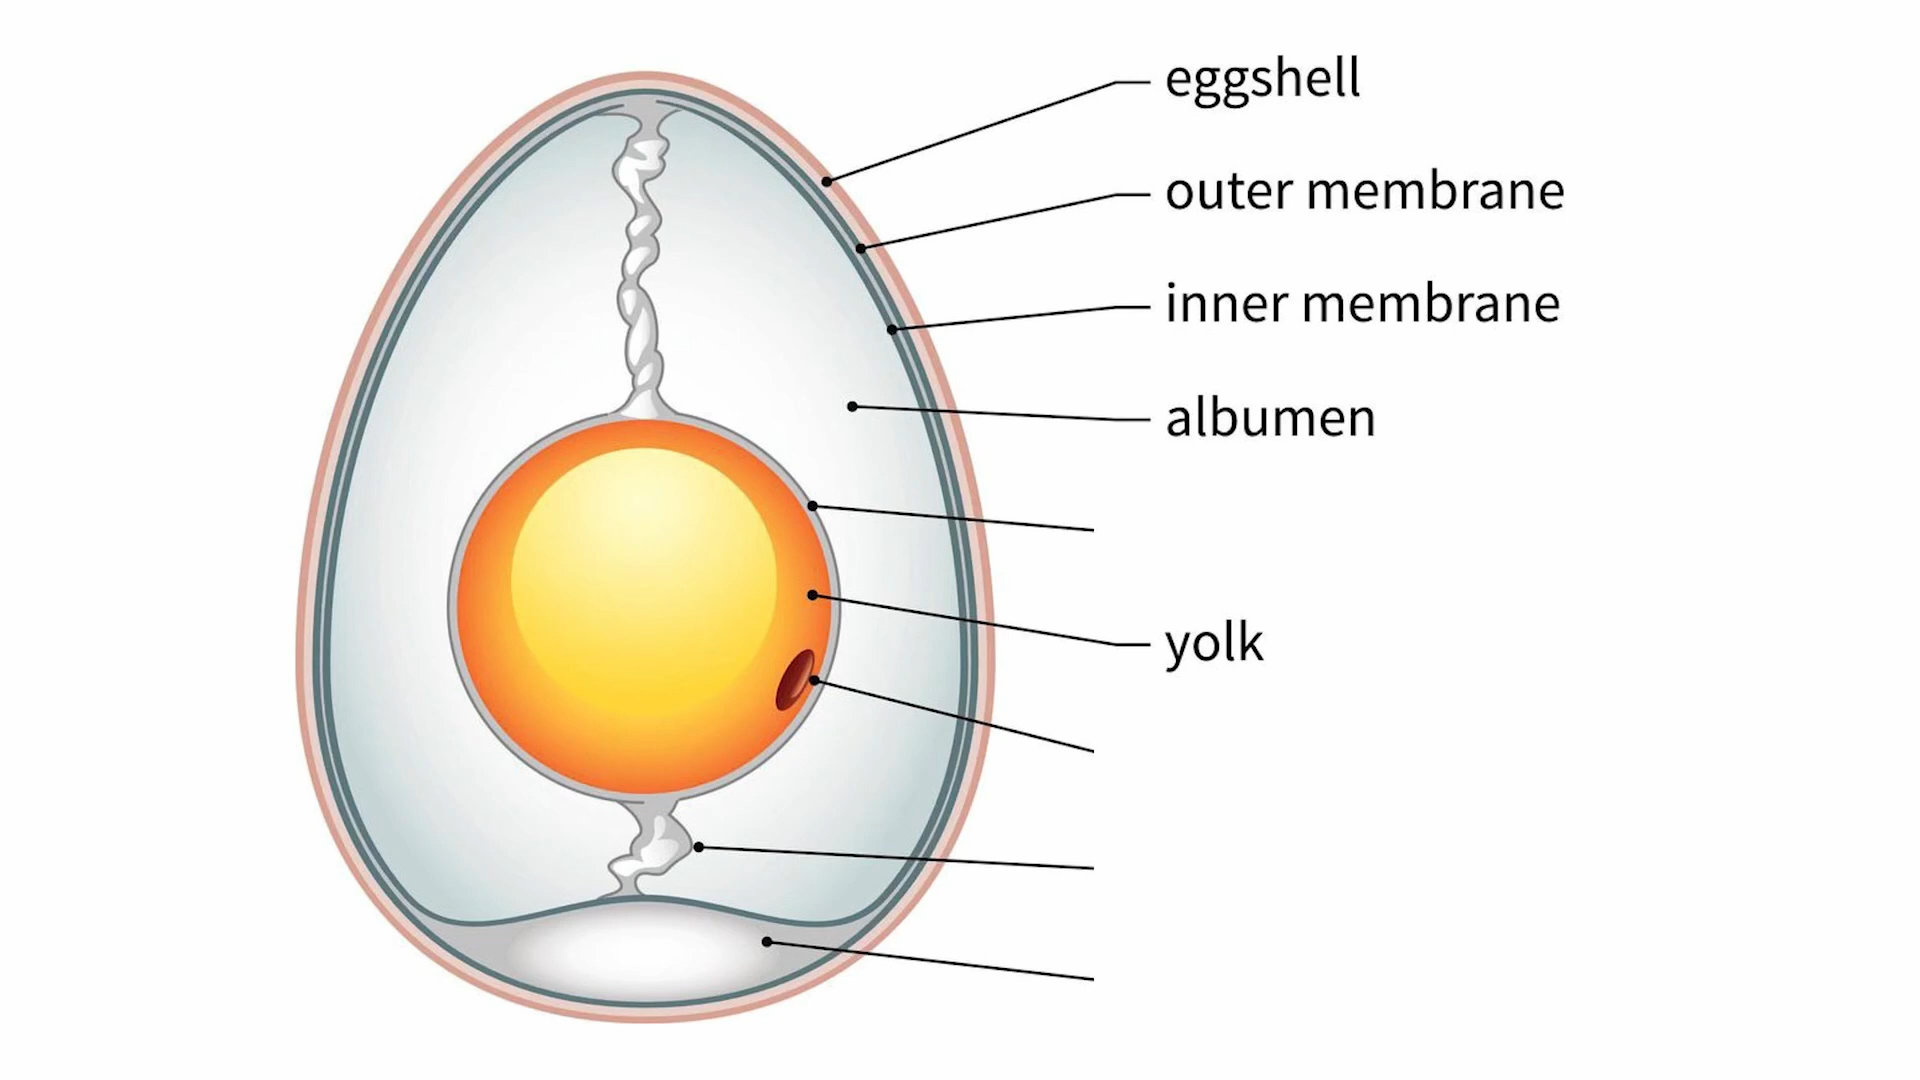 eggshell
outer membrane
inner membrane
albumen
yolk